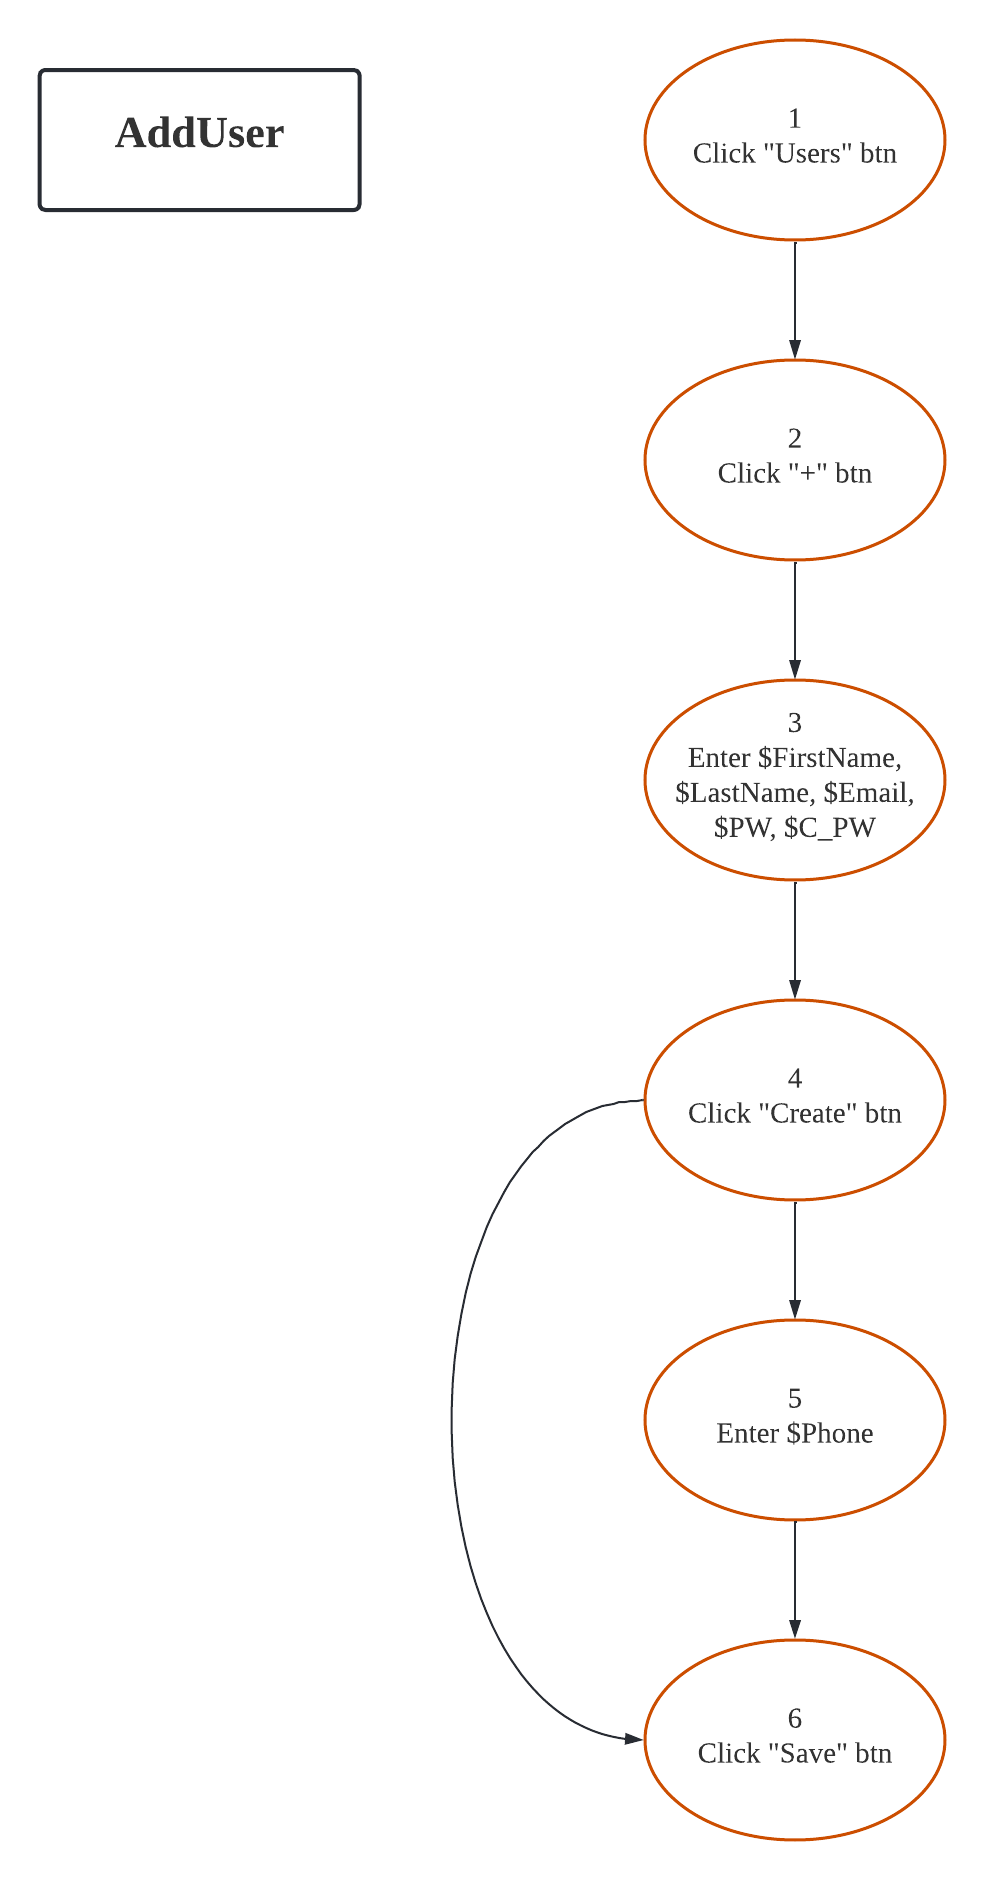 AddUser
1
Click "Users" btn
2
Click "+" btn
3
Enter $FirstName,
$LastName, $Email,
$PW, $C_PW
4
Click "Create" btn
5
Enter $Phone
6
Click "Save" btn